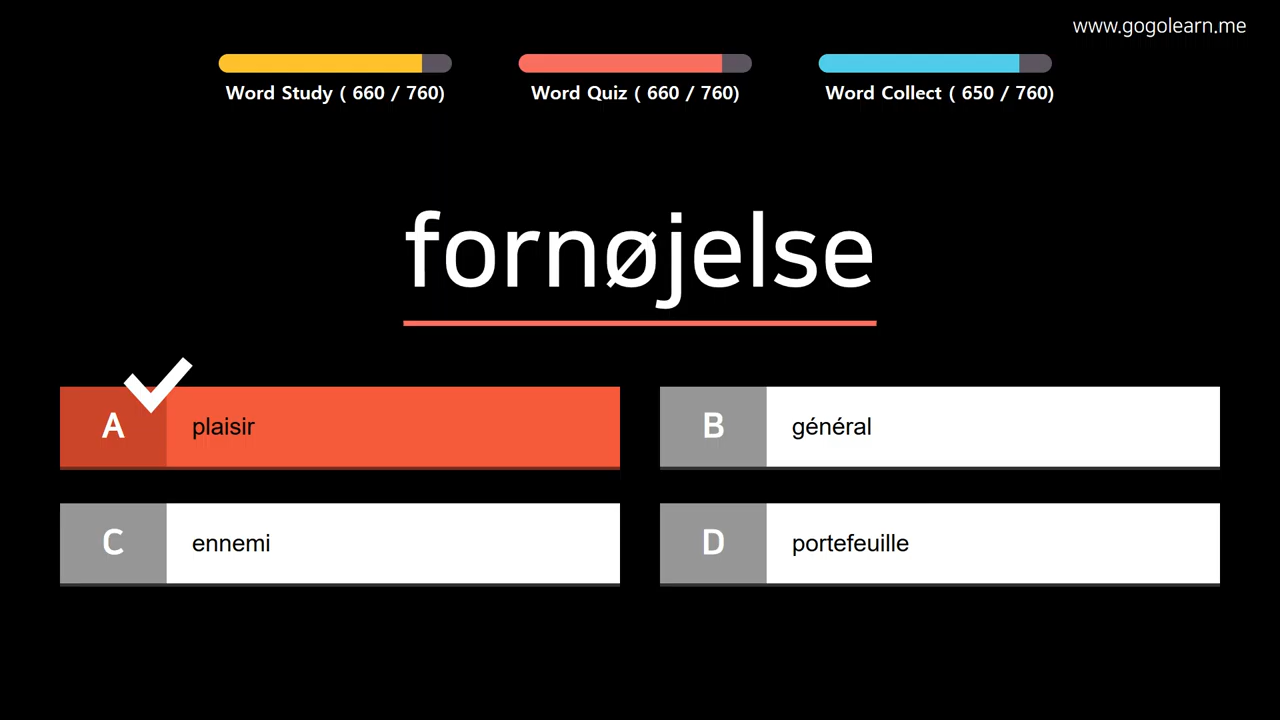 www.gogolearn.me
Word Study ( 660 / 760)
Word Quiz ( 660 / 760)
Word Collect ( 650 / 760)
fornøjelse
A plaisir
B général
C ennemi
D portefeuille